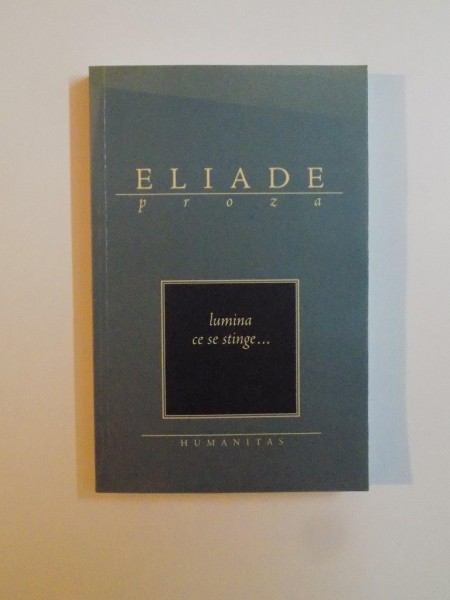 ELIADE
proza
lumina
ce se stinge...
HUMANITAS